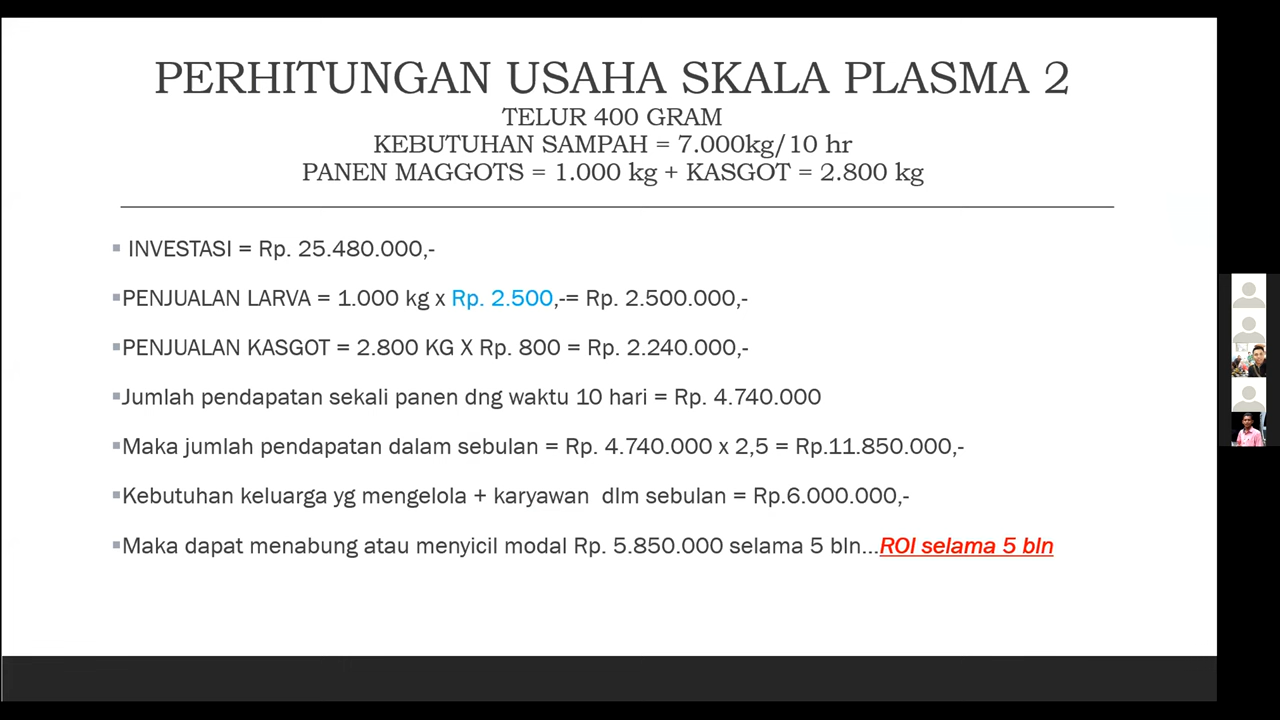 PERHITUNGAN USAHA SKALA PLASMA 2
TELUR 400 GRAM
KEBUTUHAN SAMPAH = 7.000kg/10 hr
PANEN MAGGOTS = 1.000 kg + KASGOT = 2.800 kg
▪ INVESTASI = Rp. 25.480.000,-
▪PENJUALAN LARVA = 1.000 kg x Rp. 2.500,-= Rp. 2.500.000,-
▪PENJUALAN KASGOT = 2.800 KG X Rp. 800 = Rp. 2.240.000,-
▪Jumlah pendapatan sekali panen dng waktu 10 hari = Rp. 4.740.000
▪Maka jumlah pendapatan dalam sebulan = Rp. 4.740.000 x 2,5 = Rp.11.850.000,-
▪Kebutuhan keluarga yg mengelola + karyawan dlm sebulan = Rp.6.000.000,-
▪Maka dapat menabung atau menyicil modal Rp. 5.850.000 selama 5 bln...ROI selama 5 bln